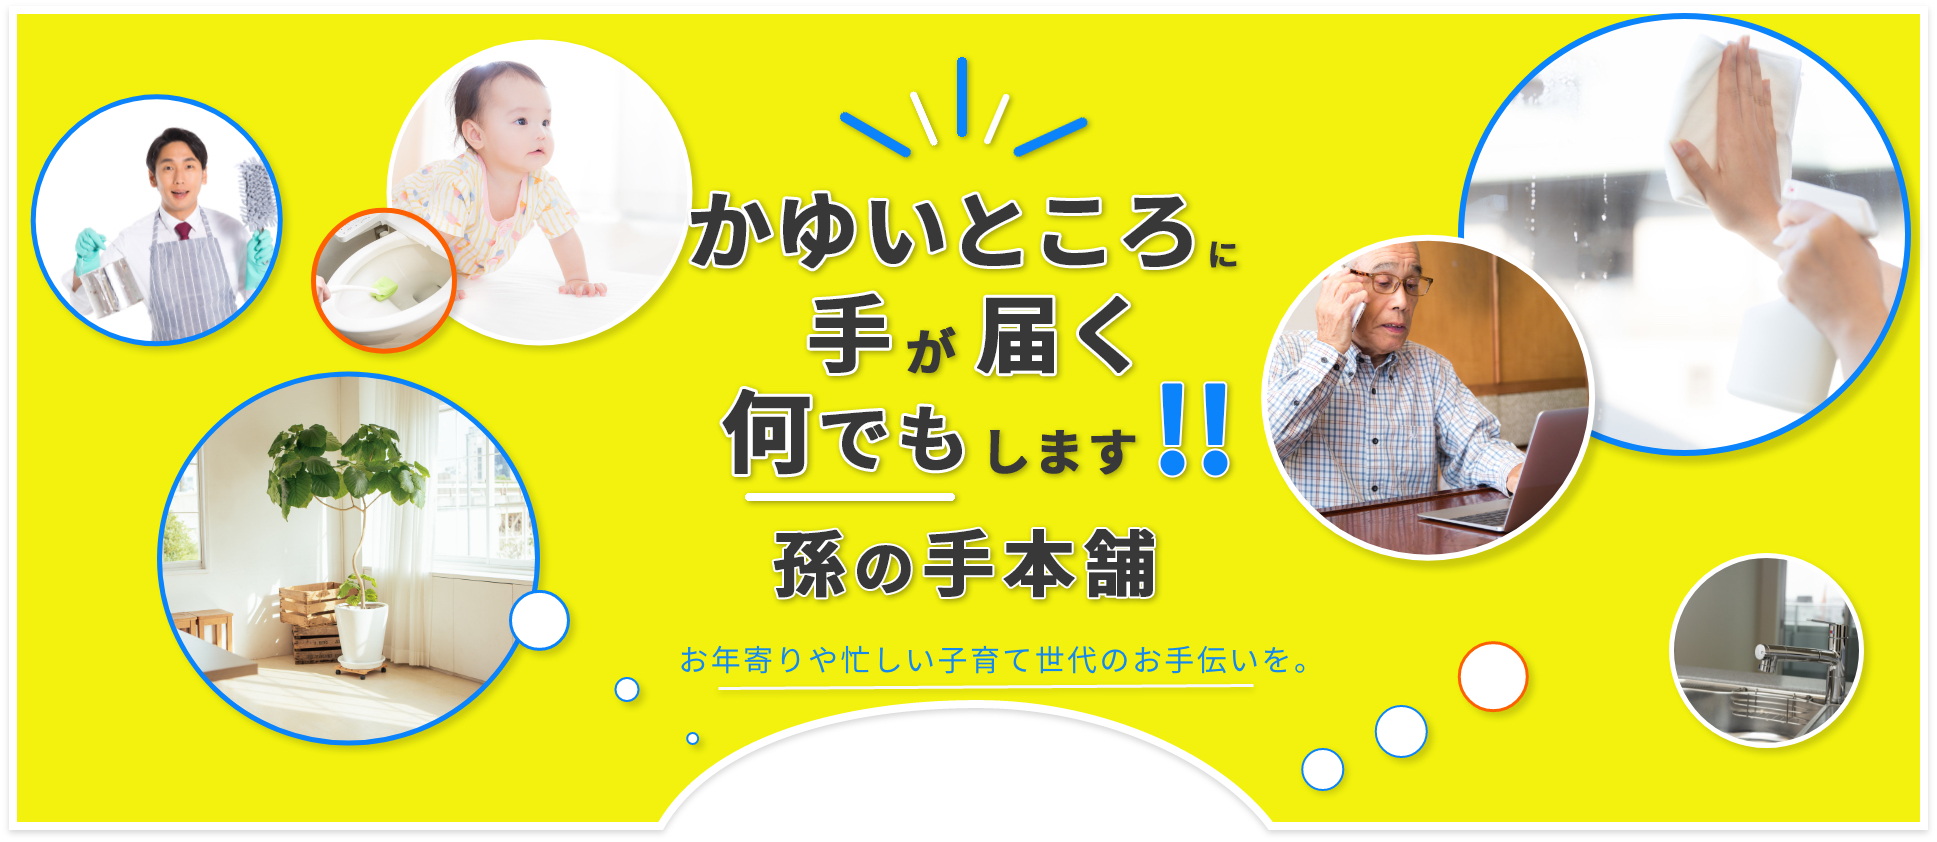 かゆいところに
手が届く
何でもします!!
孫の手本舗
お年寄りや忙しい子育て世代のお手伝いを。